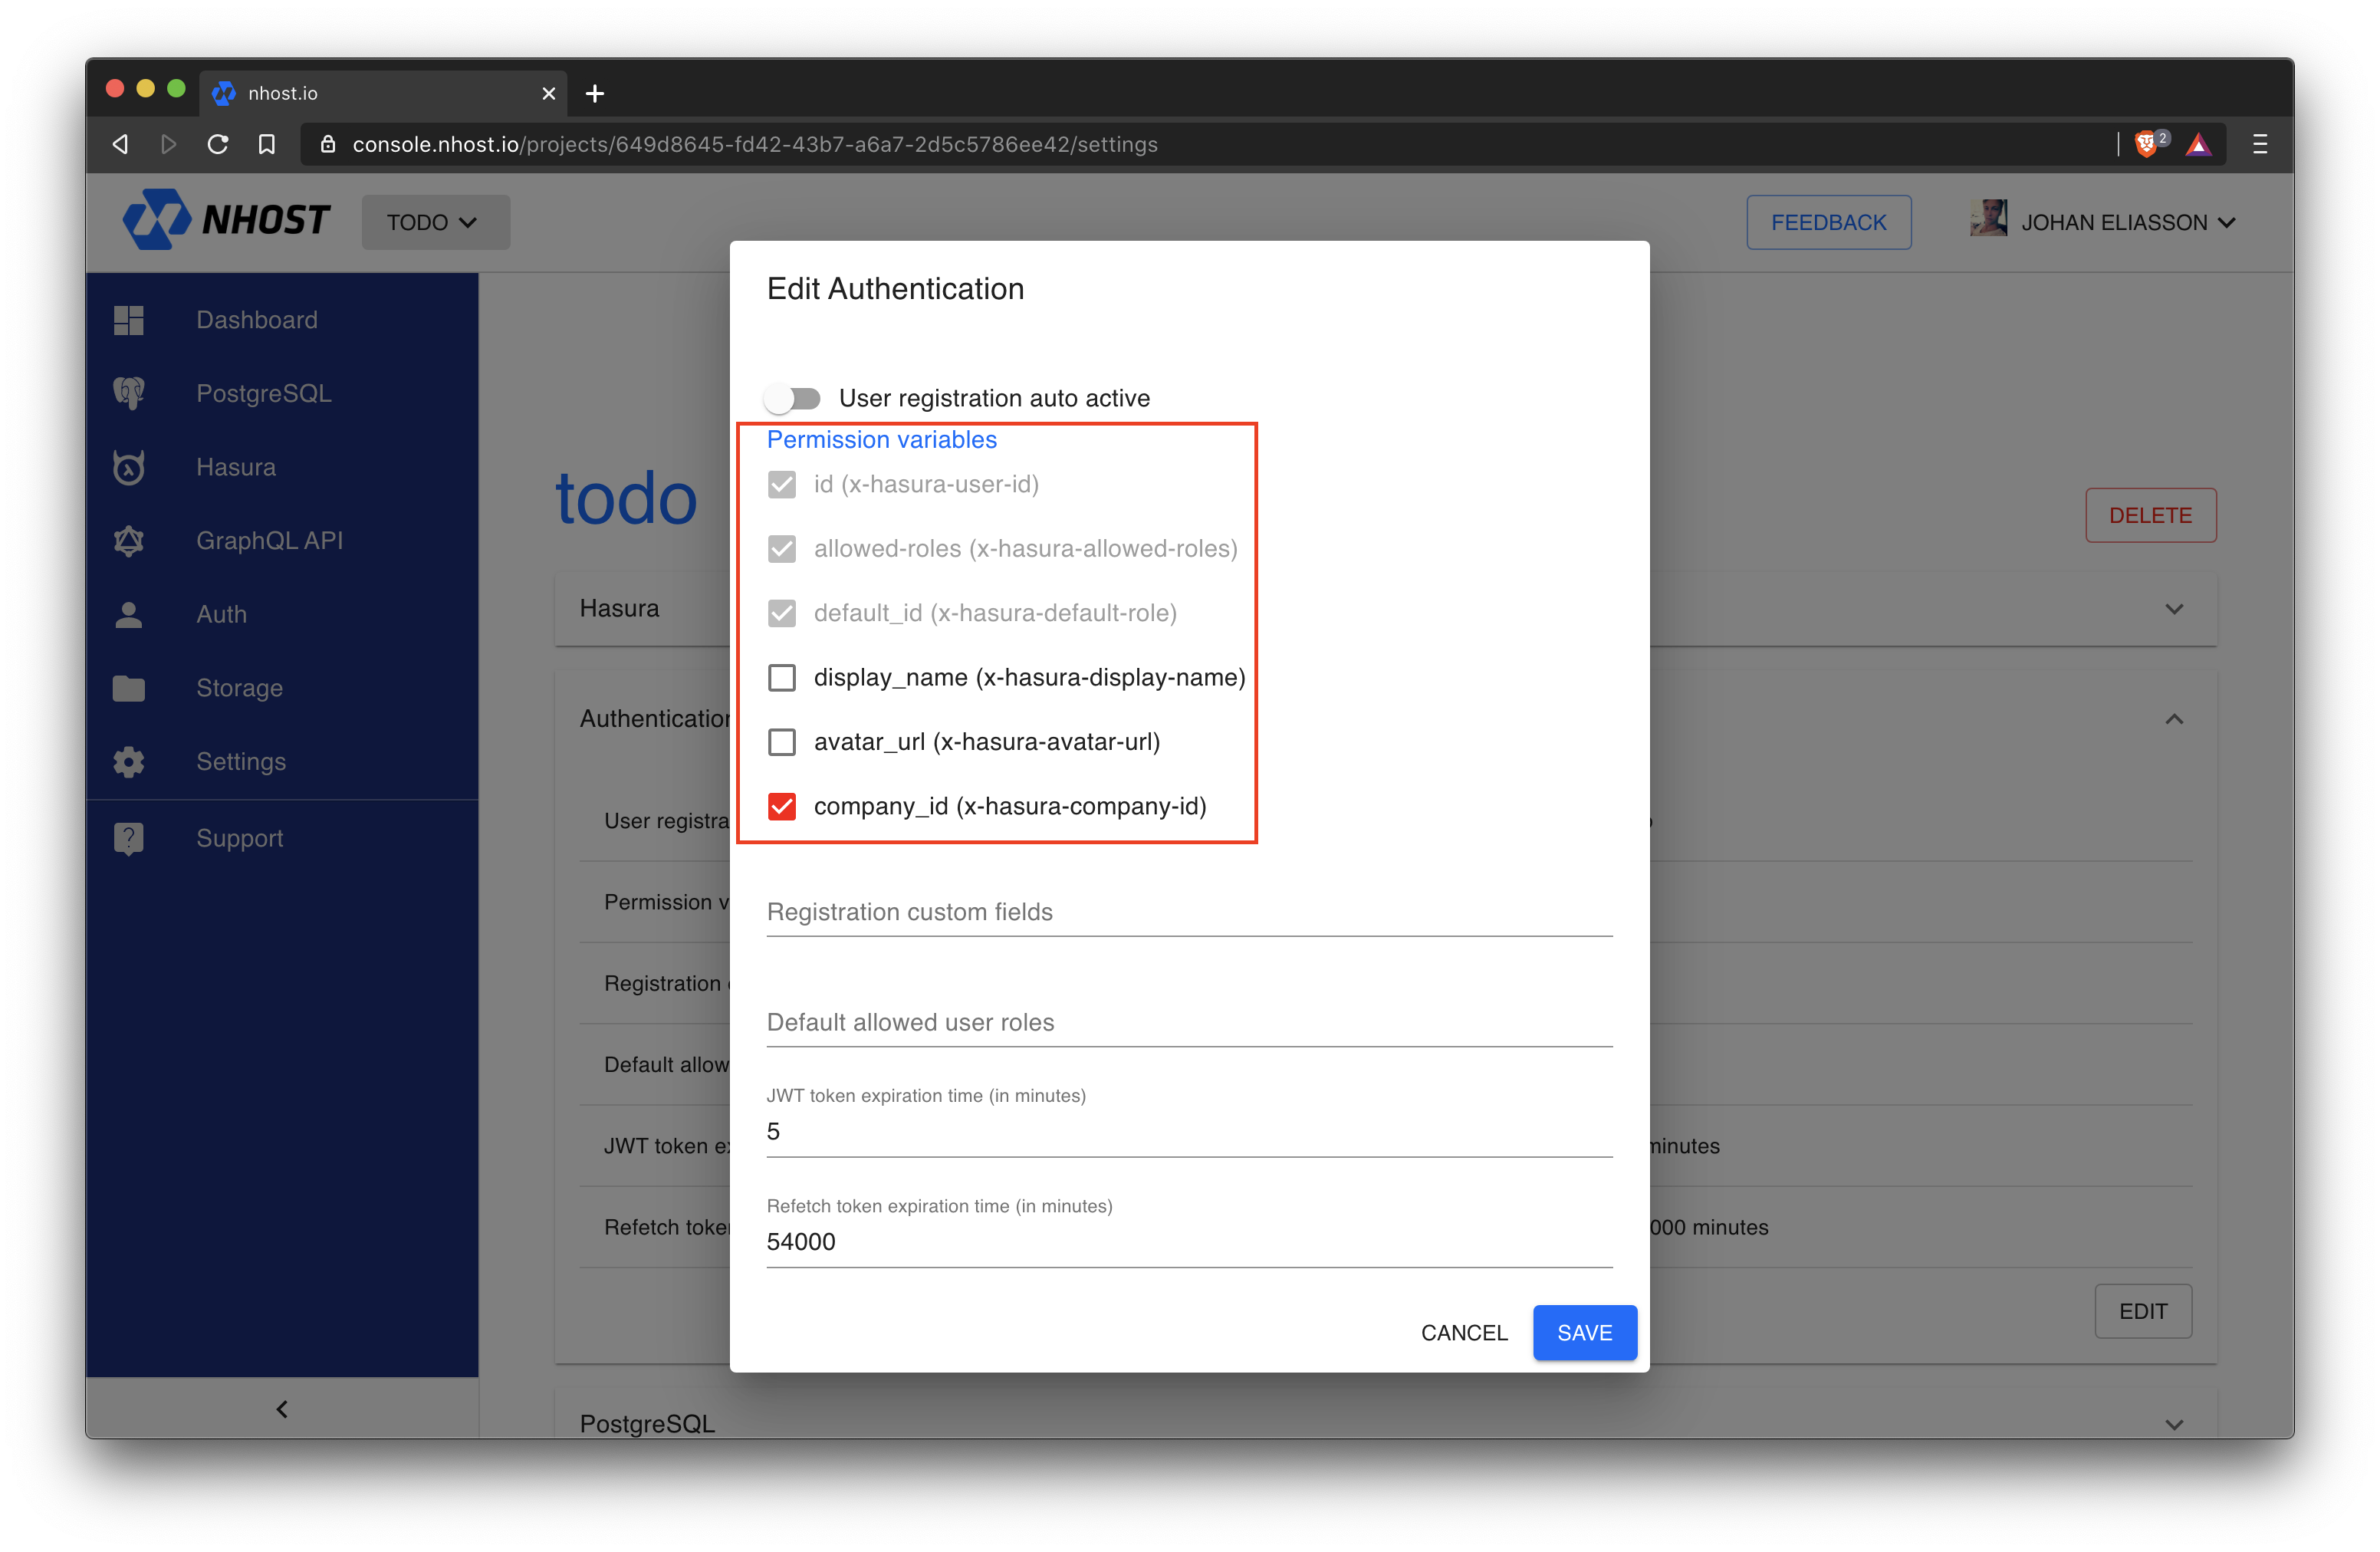 nhost.io
console.nhost.io/projects/649d8645-fd42-43b7-a6a7-2d5c5786ee42/settings
2
NHOST
TODO
FEEDBACK
JOHAN ELIASSON
Dashboard
PostgreSQL
Hasura
GraphQL API
Auth
Storage
Settings
Support
todo
DELETE
Hasura
Authentication
User registra
Permission v
Registration
Default allow
JWT token ex
minutes
Refetch token
000 minutes
EDIT
PostgreSQL
Edit Authentication
User registration auto active
Permission variables
id (x-hasura-user-id)
allowed-roles (x-hasura-allowed-roles)
default_id (x-hasura-default-role)
display_name (x-hasura-display-name)
avatar_url (x-hasura-avatar-url)
company_id (x-hasura-company-id)
Registration custom fields
Default allowed user roles
JWT token expiration time (in minutes)
5
Refetch token expiration time (in minutes)
54000
CANCEL
SAVE